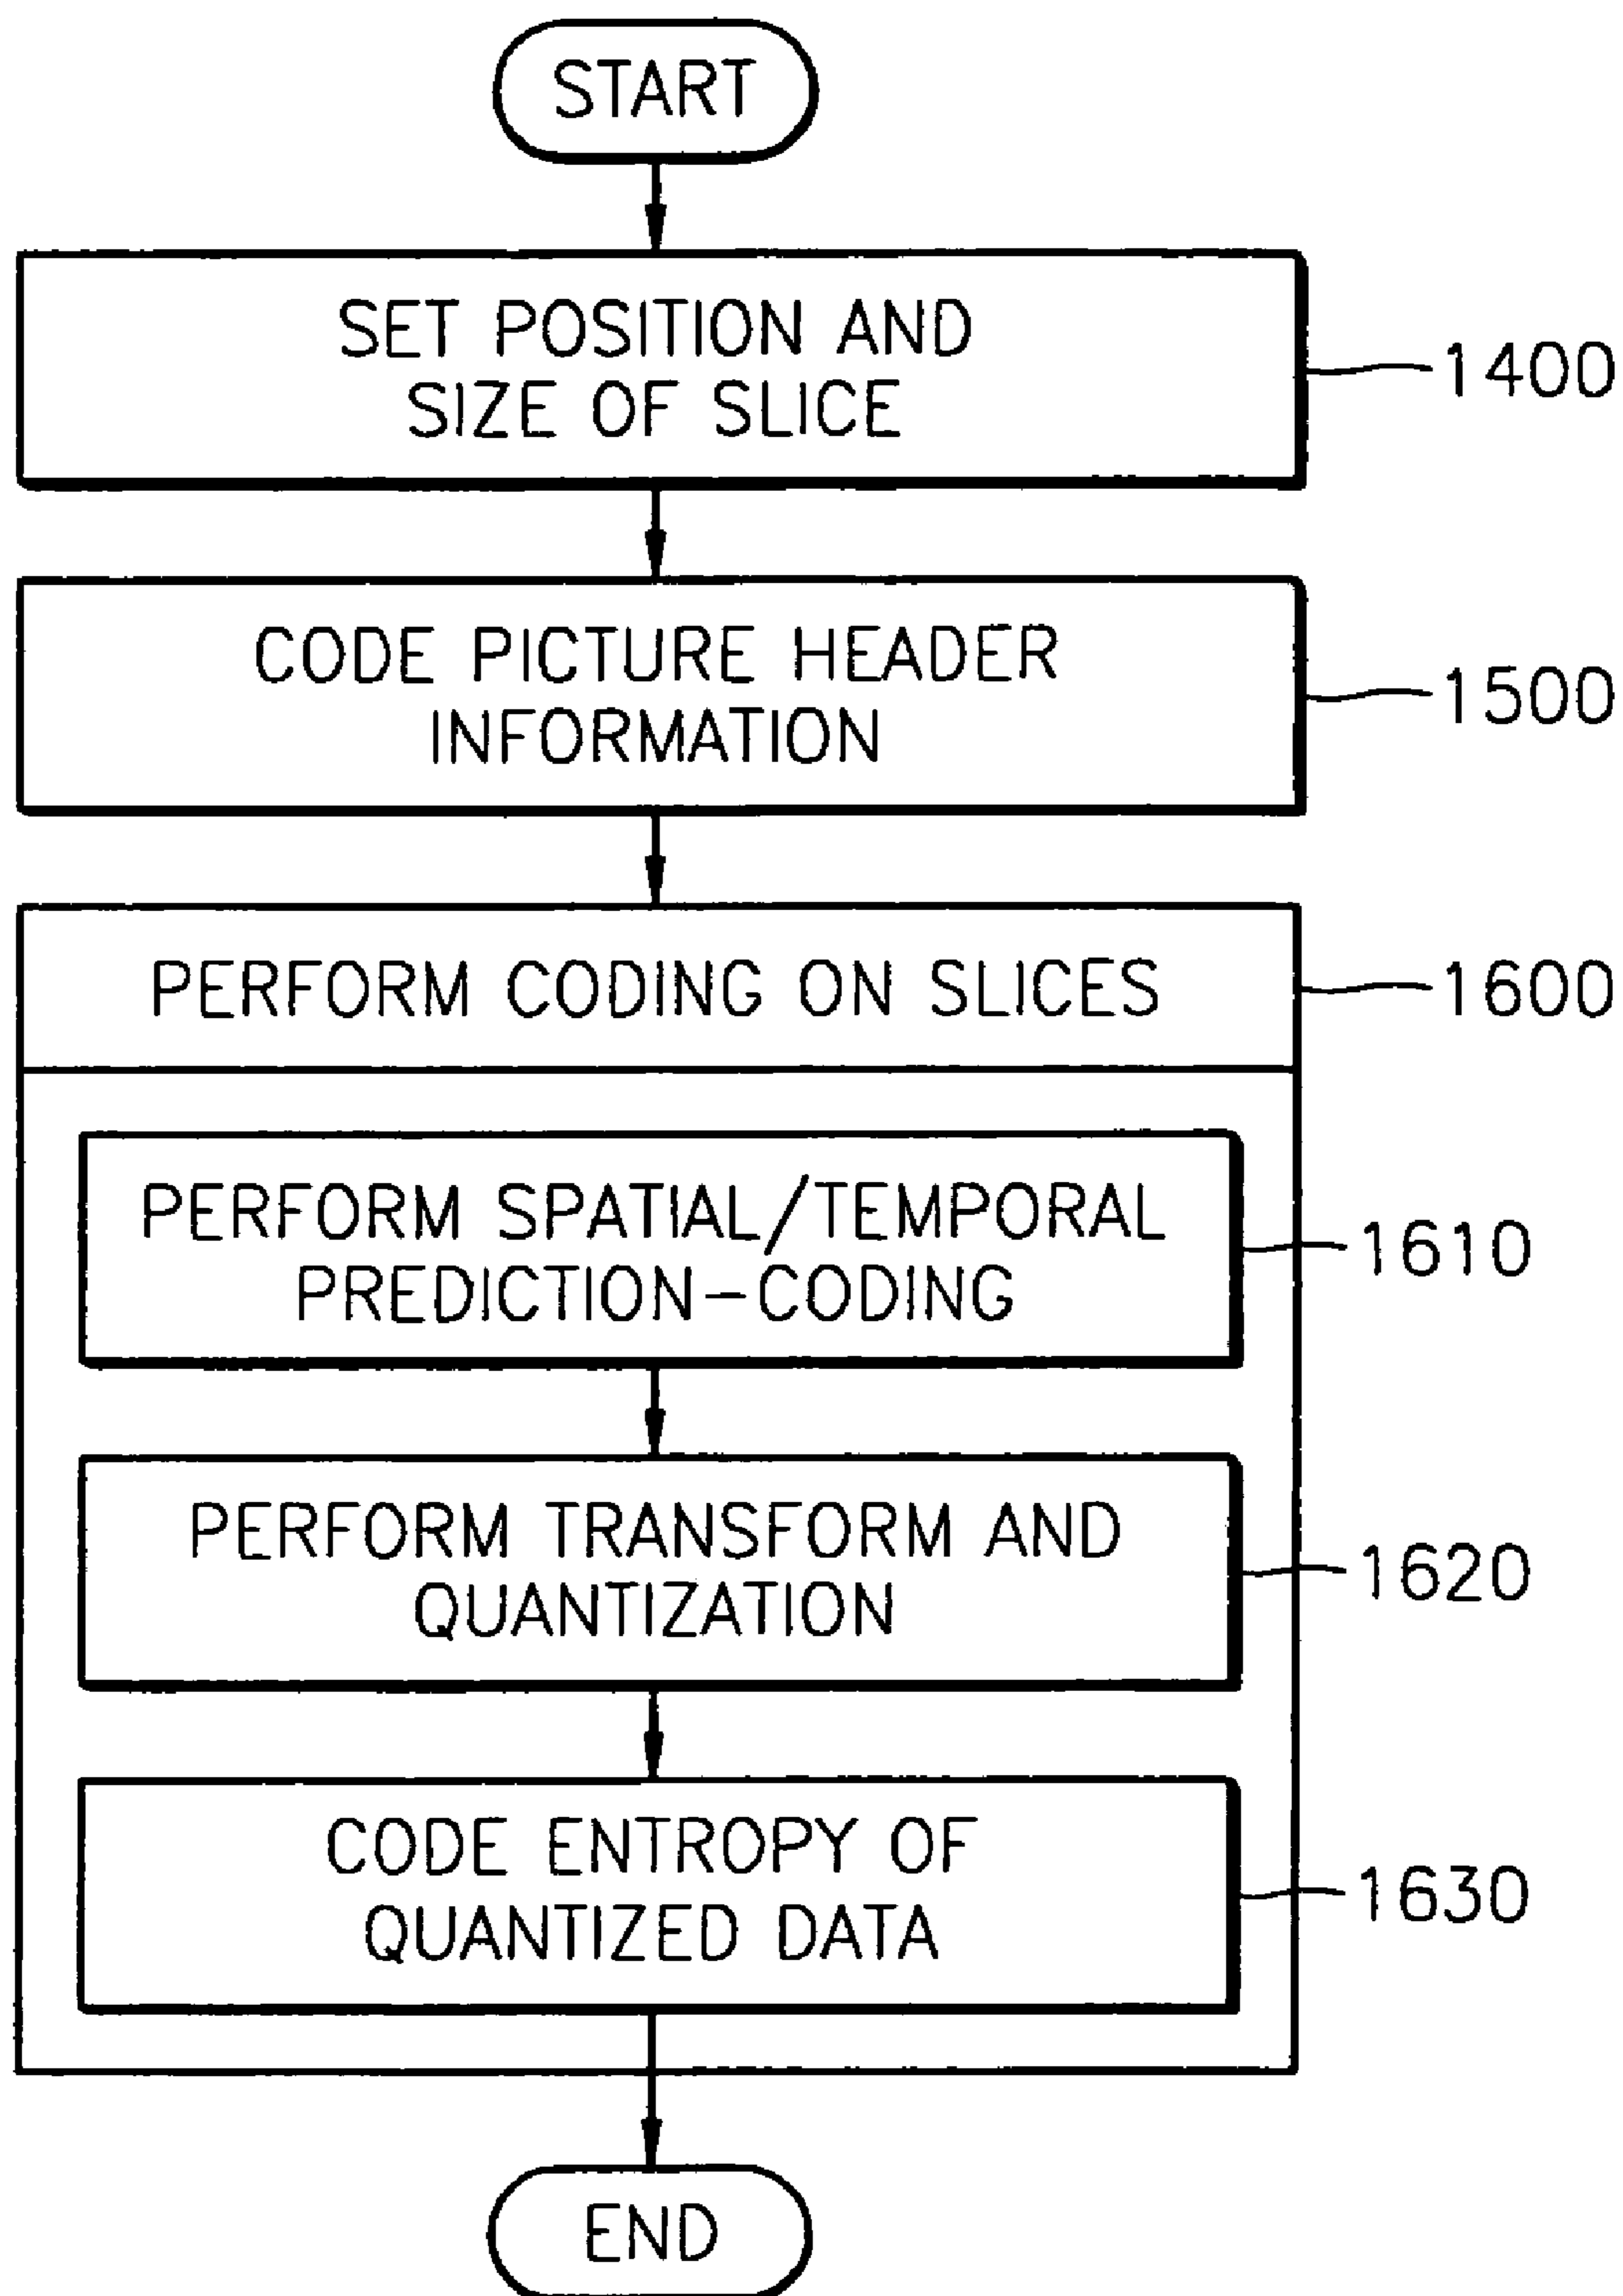 START
SET POSITION AND
SIZE OF SLICE
1400
CODE PICTURE HEADER
INFORMATION
1500
PERFORM CODING ON SLICES
1600
PERFORM SPATIAL/TEMPORAL
PREDICTION-CODING
1610
PERFORM TRANSFORM AND
QUANTIZATION
1620
CODE ENTROPY OF
QUANTIZED DATA
1630
END